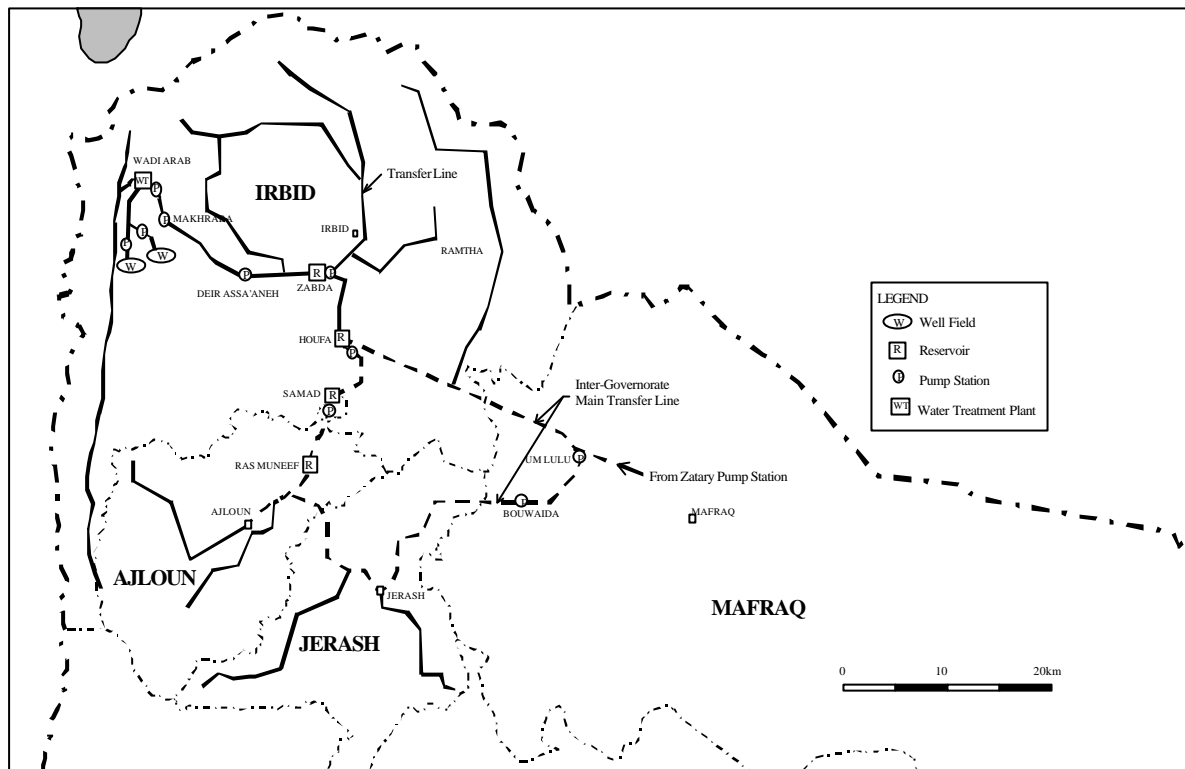 WADI ARAB
WT
P
MAKHRABA
P
P
P
W
W
IRBID
Transfer Line
IRBID
RAMTHA
DEIR ASSA'ANEH
P
R
P
ZABDA
HOUFA
R
P
SAMAD
R
P
RAS MUNEEF
R
Inter-Governorate
Main Transfer Line
UM LULU
P
From Zatary Pump Station
BOUWAIDA
P
MAFRAQ
AJLOUN
AJLOUN
JERASH
JERASH
MAFRAQ
LEGEND
W
Well Field
R
Reservoir
P
Pump Station
WT
Water Treatment Plant
0
10
20km